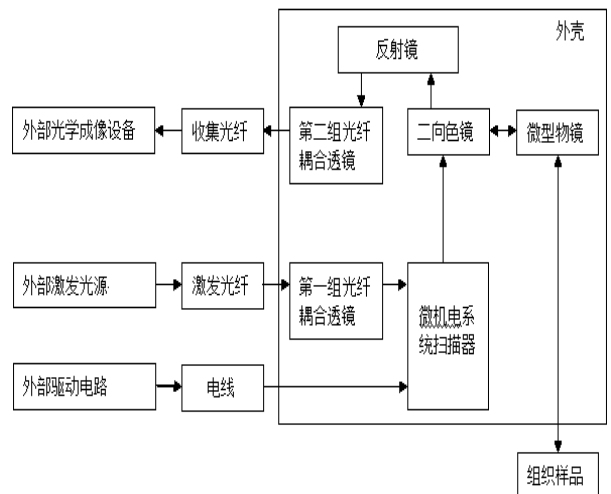 外壳
反射镜
外部光学成像设备
收集光纤
第二组光纤
耦合透镜
二向色镜
微型物镜
外部激发光源
激发光纤
第一组光纤
耦合透镜
微机电系
统扫描器
外部驱动电路
电线
组织样品